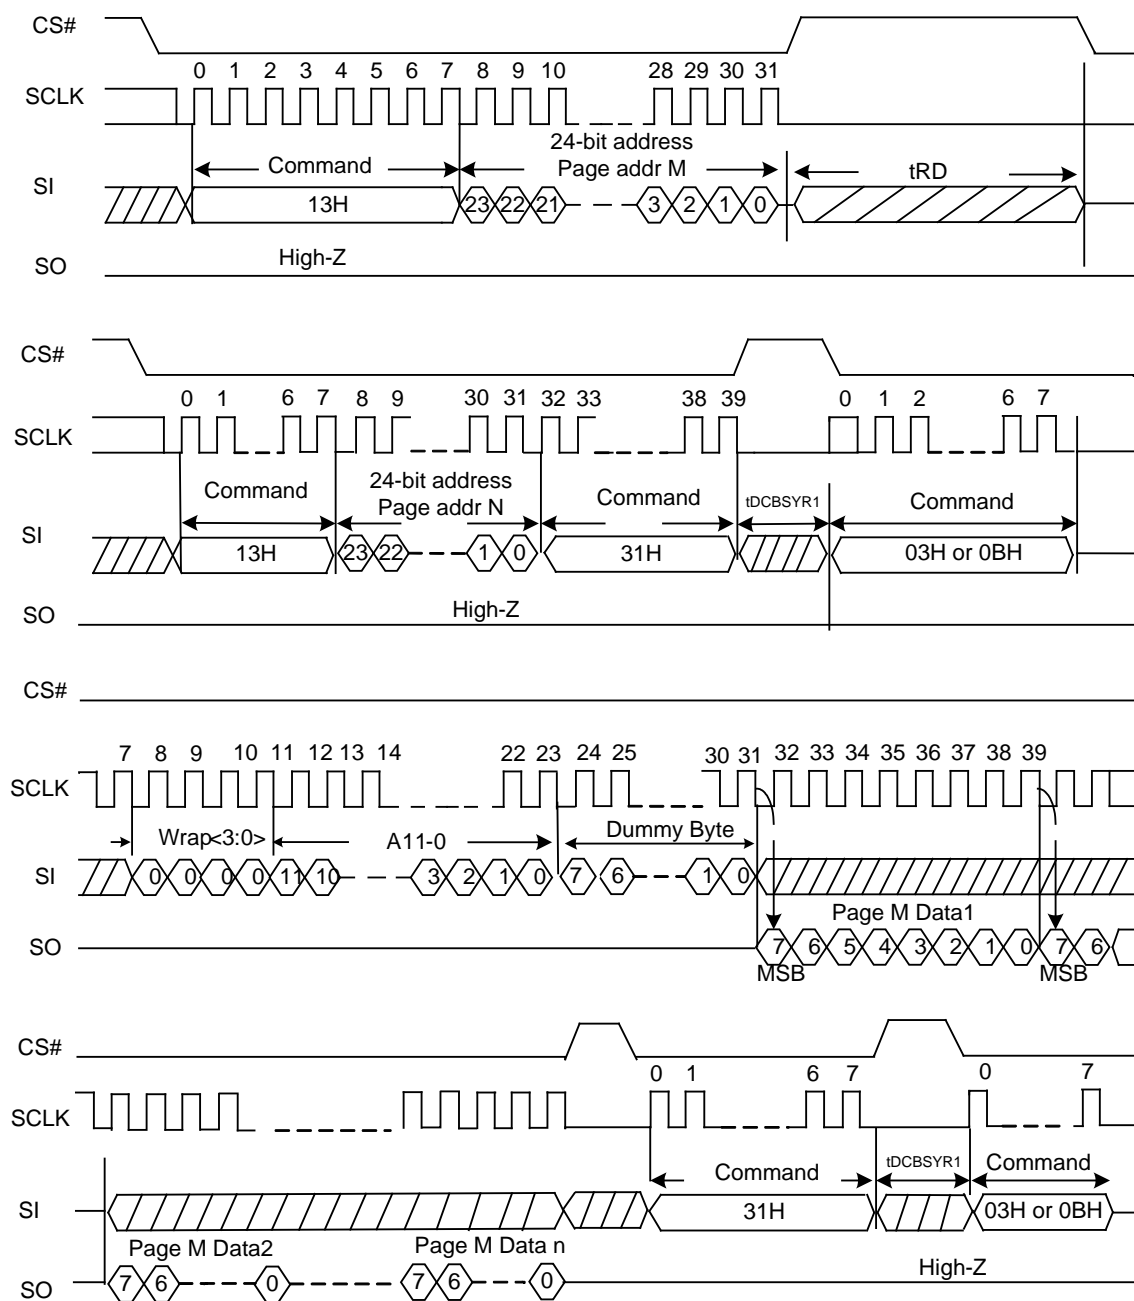 CS#
0 1 2 3 4 5 6 7 8 9 10 28 29 30 31
SCLK
24-bit address
Command Page addr M
tRD
SI
13H 23 22 21 3 2 1 0
High-Z
SO
CS#
0 1 6 7 8 9 30 31 32 33 38 39 0 1 2 6 7
SCLK
24-bit address
Command Page addr N Command tDCBSYR1 Command
SI
13H 23 22 1 0 31H 03H or 0BH
High-Z
SO
CS#
7 8 9 10 11 12 13 14 22 23 24 25 30 31 32 33 34 35 36 37 38 39
SCLK
Wrap<3:0> A11-0 Dummy Byte
SI
0 0 0 0 11 10 3 2 1 0 7 6 1 0
Page M Data1
SO
7 6 5 4 3 2 1 0 7 6
MSB MSB
CS#
0 1 6 7 0 7
SCLK
Command tDCBSYR1 Command
SI
31H 03H or 0BH
Page M Data2 Page M Data n
High-Z
SO
7 6 0 7 6 0